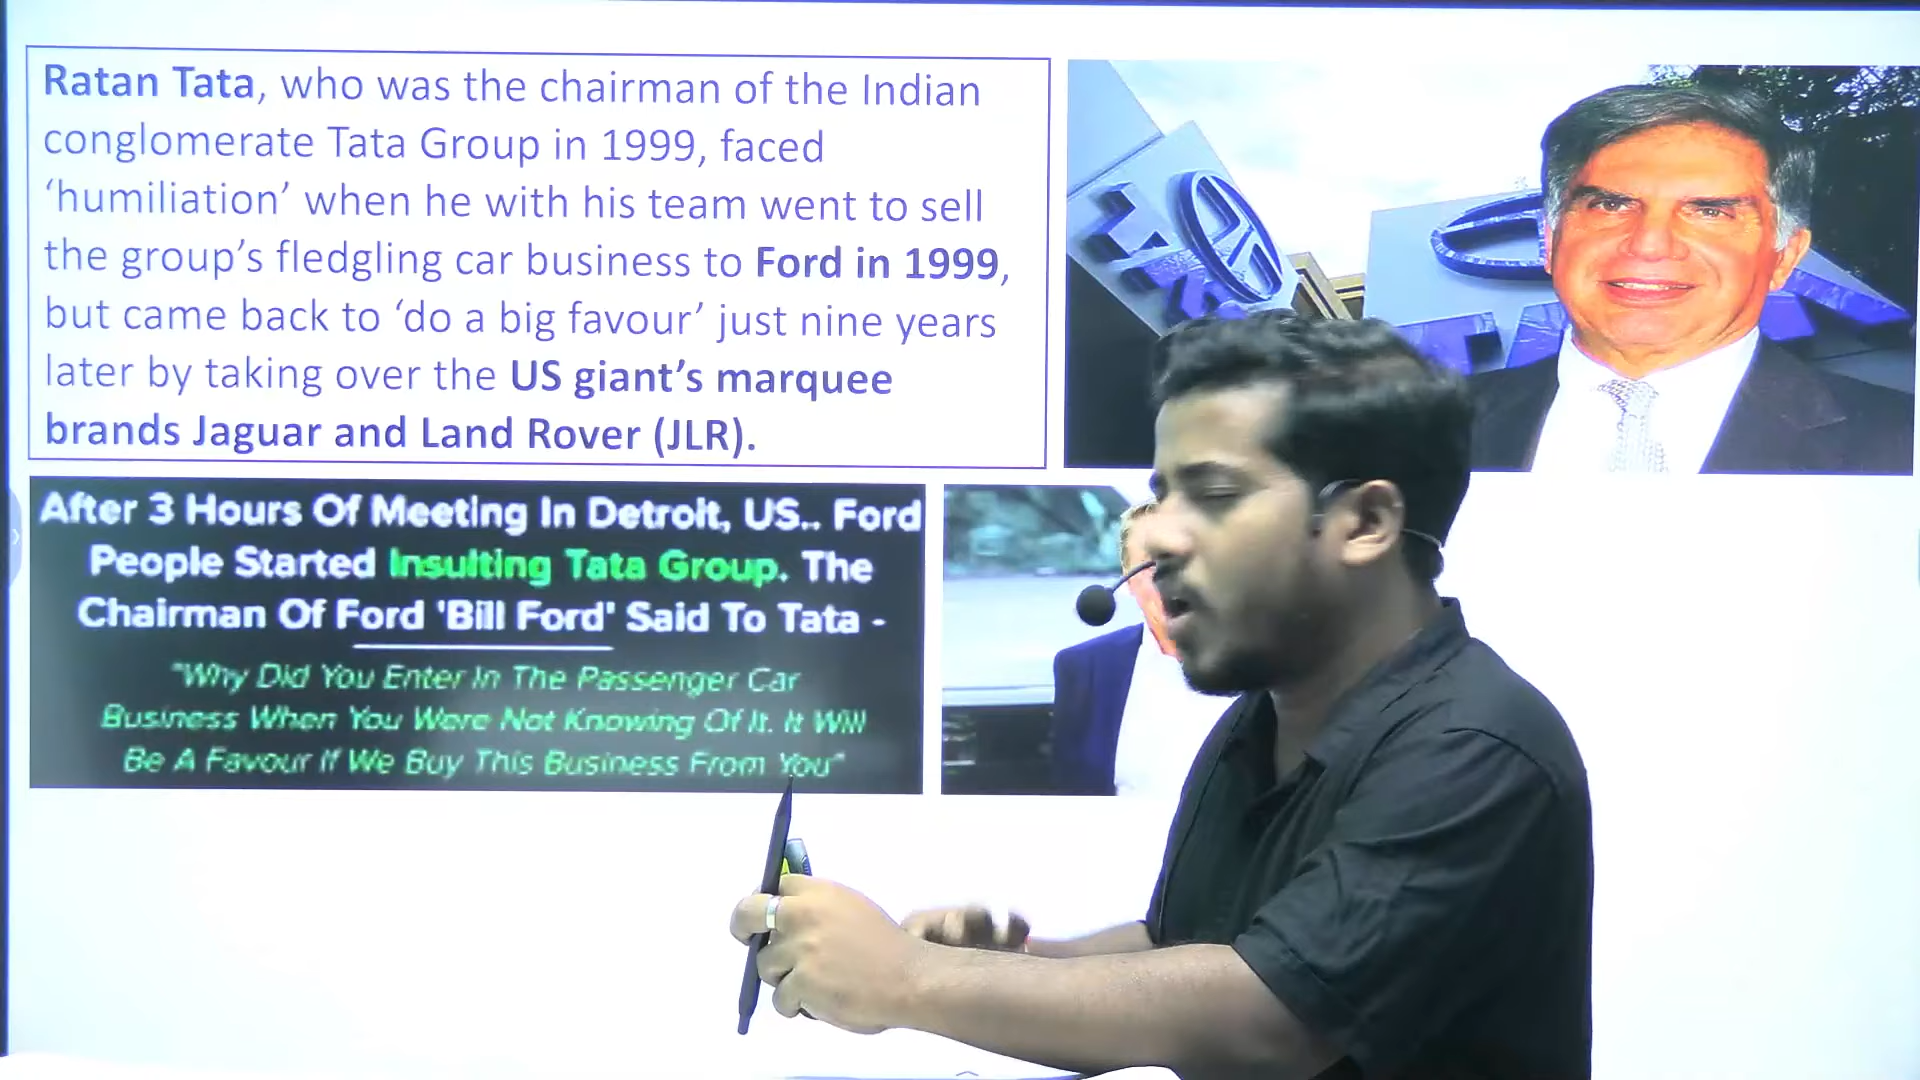 Ratan Tata, who was the chairman of the Indian
conglomerate Tata Group in 1999, faced
‘humiliation’ when he with his team went to sell
the group’s fledgling car business to Ford in 1999,
but came back to ‘do a big favour’ just nine years
later by taking over the US giant’s marquee
brands Jaguar and Land Rover (JLR).
After 3 Hours Of Meeting In Detroit, US.. Ford
People Started Insulting Tata Group. The
Chairman Of Ford 'Bill Ford' Said To Tata -
"Why Did You Enter In The Passenger Car
Business When You Were Not Knowing Of It. It Will
Be A Favour If We Buy This Business From You"